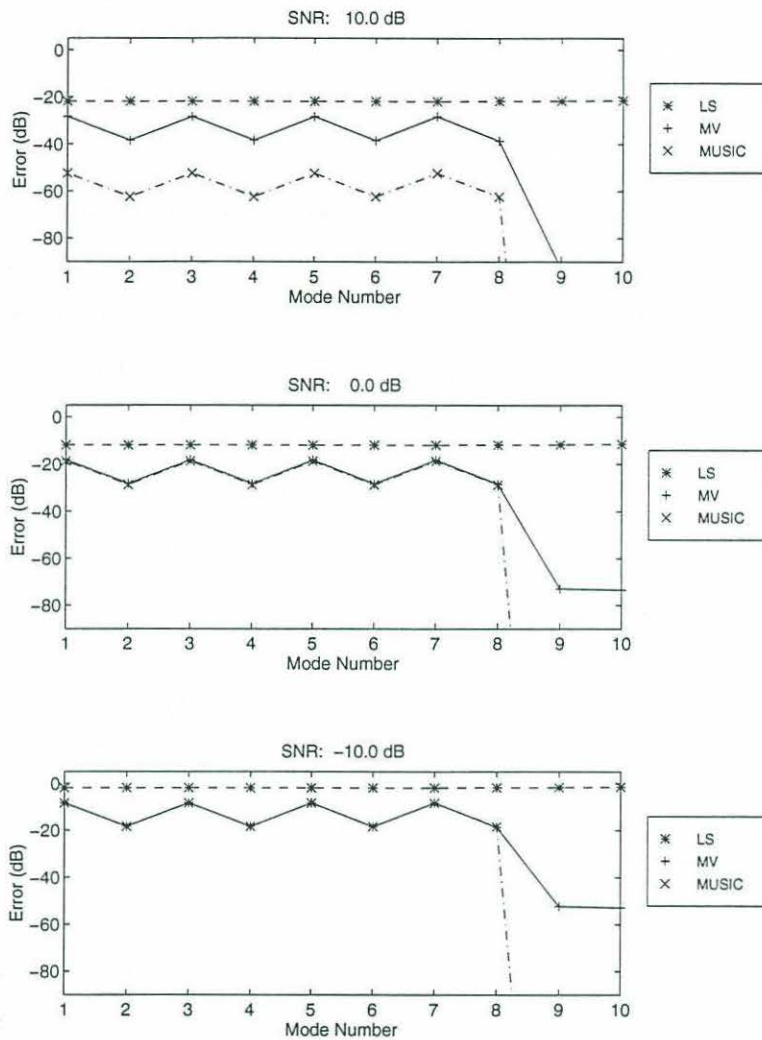 SNR: 10.0 dB
0
−20
−40
−60
−80
Error (dB)
1 2 3 4 5 6 7 8 9 10
Mode Number
LS
MV
MUSIC
SNR: 0.0 dB
0
−20
−40
−60
−80
Error (dB)
1 2 3 4 5 6 7 8 9 10
Mode Number
LS
MV
MUSIC
SNR: −10.0 dB
0
−20
−40
−60
−80
Error (dB)
1 2 3 4 5 6 7 8 9 10
Mode Number
LS
MV
MUSIC